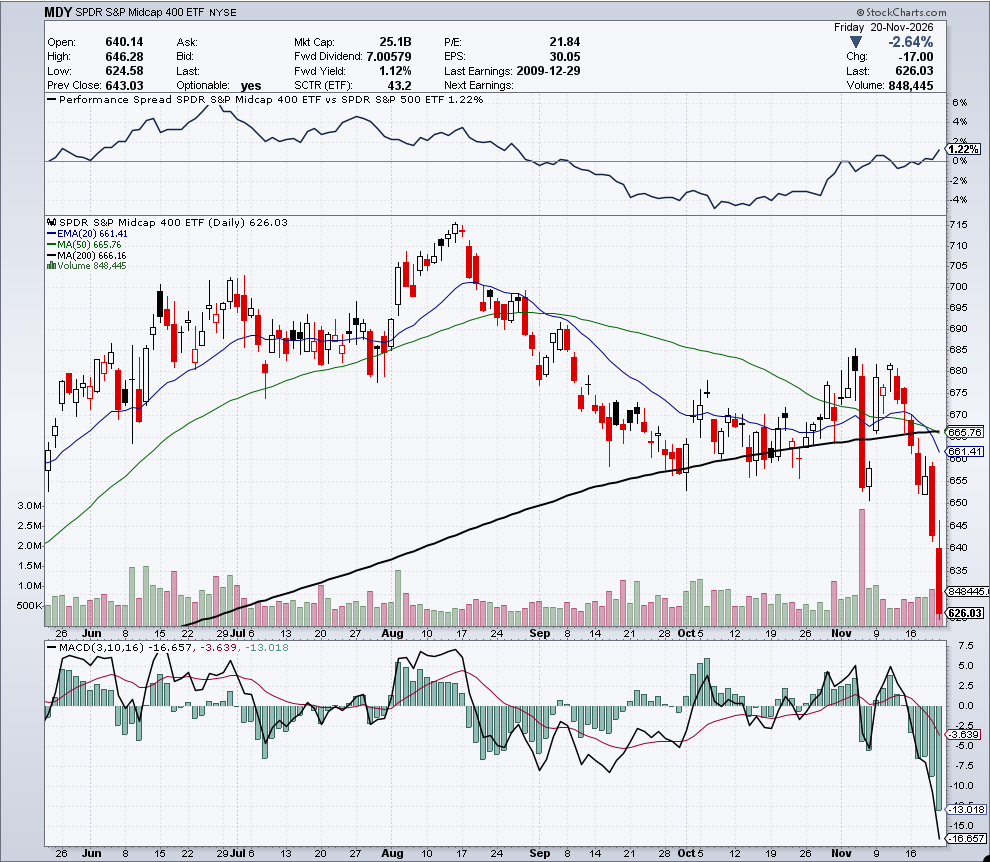 MDY SPDR S&P Midcap 400 ETF NYSE © StockCharts.com
Friday 20-Nov-2026
Open: 640.14 Ask: Mkt Cap: 25.1B P/E: 21.84 -2.64%
High: 646.28 Bid: Fwd Dividend: 7.00579 EPS: 30.05 Chg: -17.00
Low: 624.58 Last: Fwd Yield: 1.12% Last Earnings: 2009-12-29 Last: 626.03
Prev Close: 643.03 Optionable: yes SCTR (ETF): 43.2 Next Earnings: Volume: 848,445
Performance Spread SPDR S&P Midcap 400 ETF vs SPDR S&P 500 ETF 1.22%
6%
4%
2%
1.22%
0%
-2%
-4%
SPDR S&P Midcap 400 ETF (Daily) 626.03
EMA(20) 661.41
MA(50) 665.76
MA(200) 666.16
Volume 848,445
715
710
705
700
695
690
685
680
675
670
665.76
661.41
660
655
650
645
640
635
848445.
626.03
3.0M
2.5M
2.0M
1.5M
1.0M
500K
26 Jun 8 15 22 Jul 6 13 20 27 Aug 10 17 24 Sep 8 14 21 28 Oct 5 12 19 26 Nov 9 16
MACD(3,10,16) -16.657, -3.639, -13.018
7.5
5.0
2.5
0.0
-2.5
-3.639
-5.0
-7.5
-10.0
-13.018
-15.0
-16.657
26 Jun 8 15 22 Jul 6 13 20 27 Aug 10 17 24 Sep 8 14 21 28 Oct 5 12 19 26 Nov 9 16